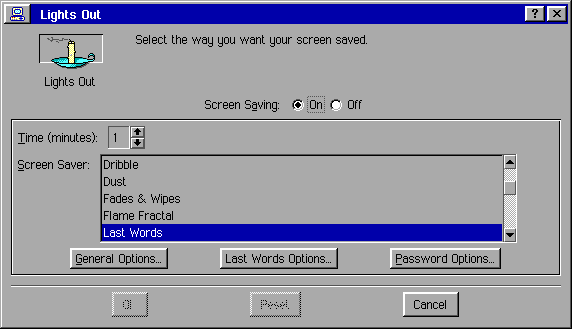 Lights Out
Select the way you want your screen saved.
Lights Out
Screen Saving: On Off
Time (minutes): 1
Screen Saver: Dribble
Dust
Fades & Wipes
Flame Fractal
Last Words
General Options... Last Words Options... Password Options...
Reset Cancel